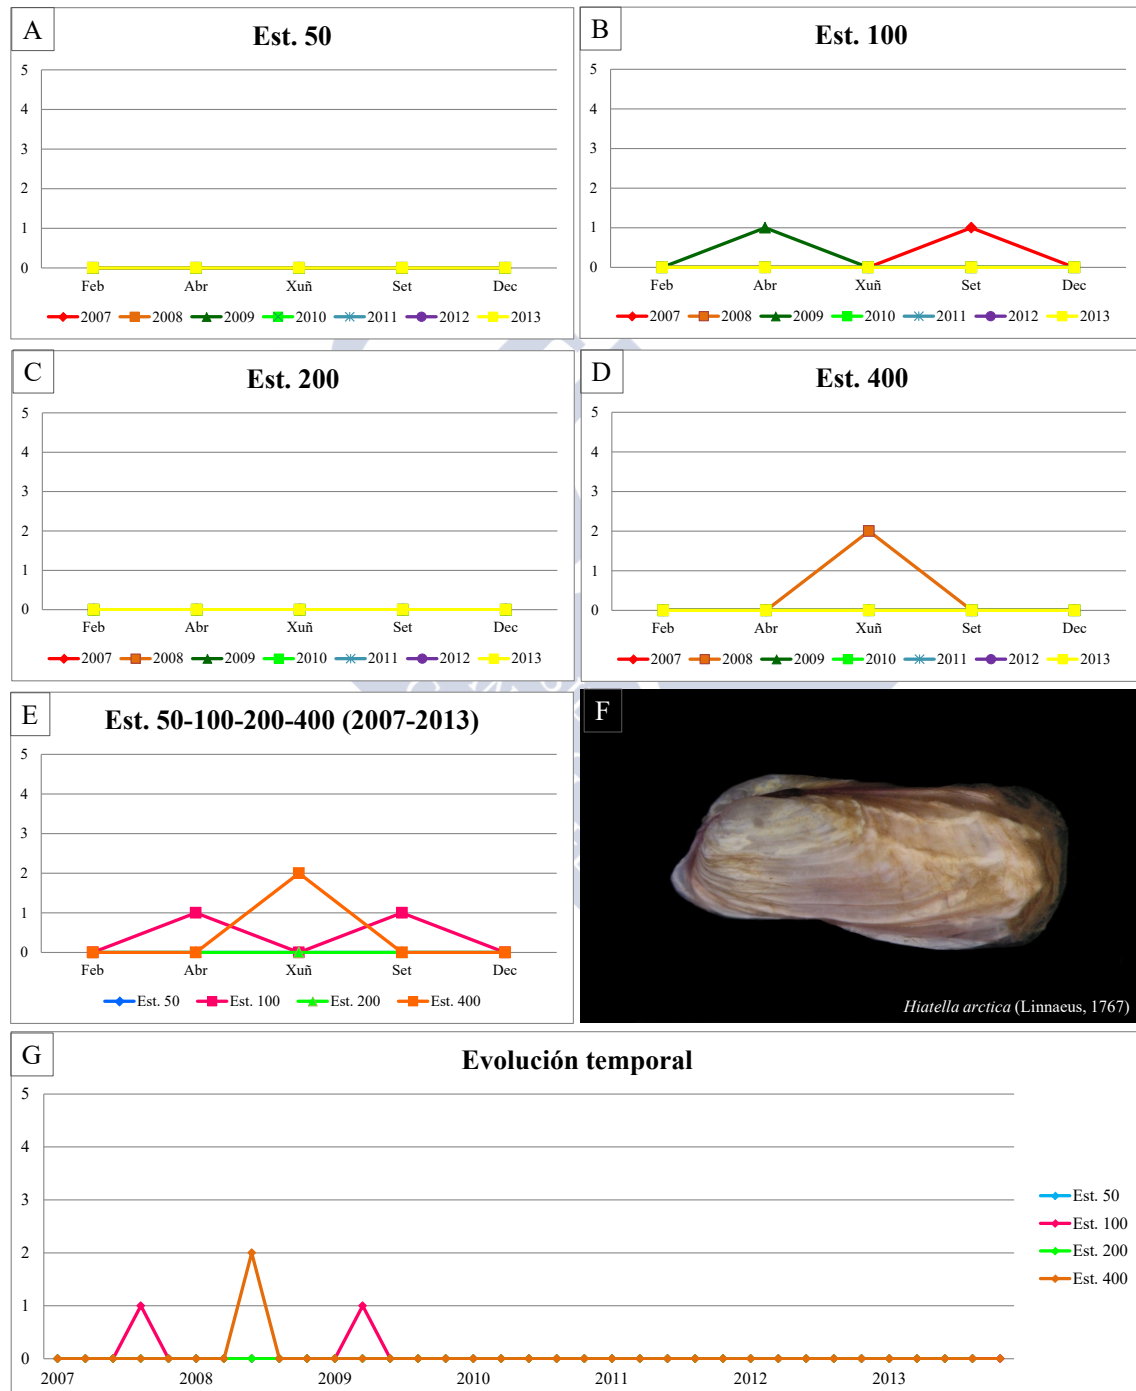 A
Est. 50
5
4
3
2
1
0
Feb Abr Xuñ Set Dec
2007 2008 2009 2010 2011 2012 2013
B
Est. 100
5
4
3
2
1
0
Feb Abr Xuñ Set Dec
2007 2008 2009 2010 2011 2012 2013
C
Est. 200
5
4
3
2
1
0
Feb Abr Xuñ Set Dec
2007 2008 2009 2010 2011 2012 2013
D
Est. 400
5
4
3
2
1
0
Feb Abr Xuñ Set Dec
2007 2008 2009 2010 2011 2012 2013
E
Est. 50-100-200-400 (2007-2013)
5
4
3
2
1
0
Feb Abr Xuñ Set Dec
Est. 50 Est. 100 Est. 200 Est. 400
F
Hiatella arctica (Linnaeus, 1767)
G
Evolución temporal
5
4
3
2
1
0
2007 2008 2009 2010 2011 2012 2013
Est. 50
Est. 100
Est. 200
Est. 400